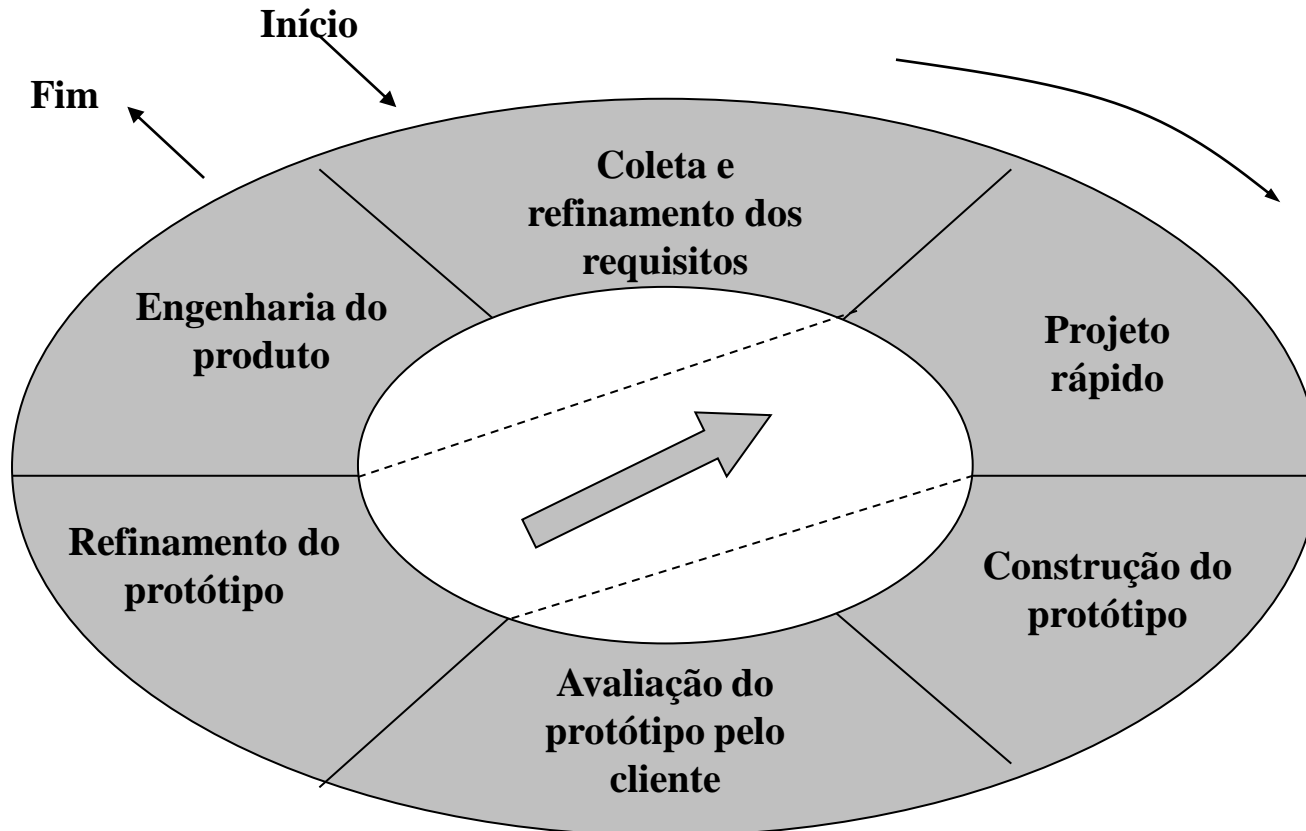 Início
Fim
Coleta e
refinamento dos
requisitos
Projeto
rápido
Construção do
protótipo
Avaliação do
protótipo pelo
cliente
Refinamento do
protótipo
Engenharia do
produto